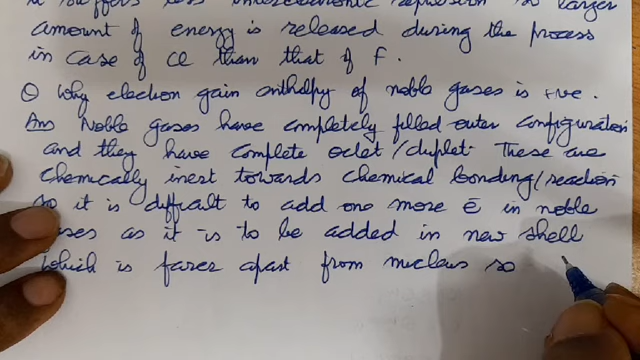 it suffers less interelectronic repulsion so larger
amount of energy is released during the process
in case of Cl than that of F.
Q Why electron gain enthalpy of noble gases is +ve.
Ans Noble gases have completely filled outer configuration
and they have complete octet/duplet. These are
chemically inert towards chemical bonding/reaction
So it is difficalt to add one more ē in noble
gases as it is to be added in new shell
which is farer apart from nucleus so